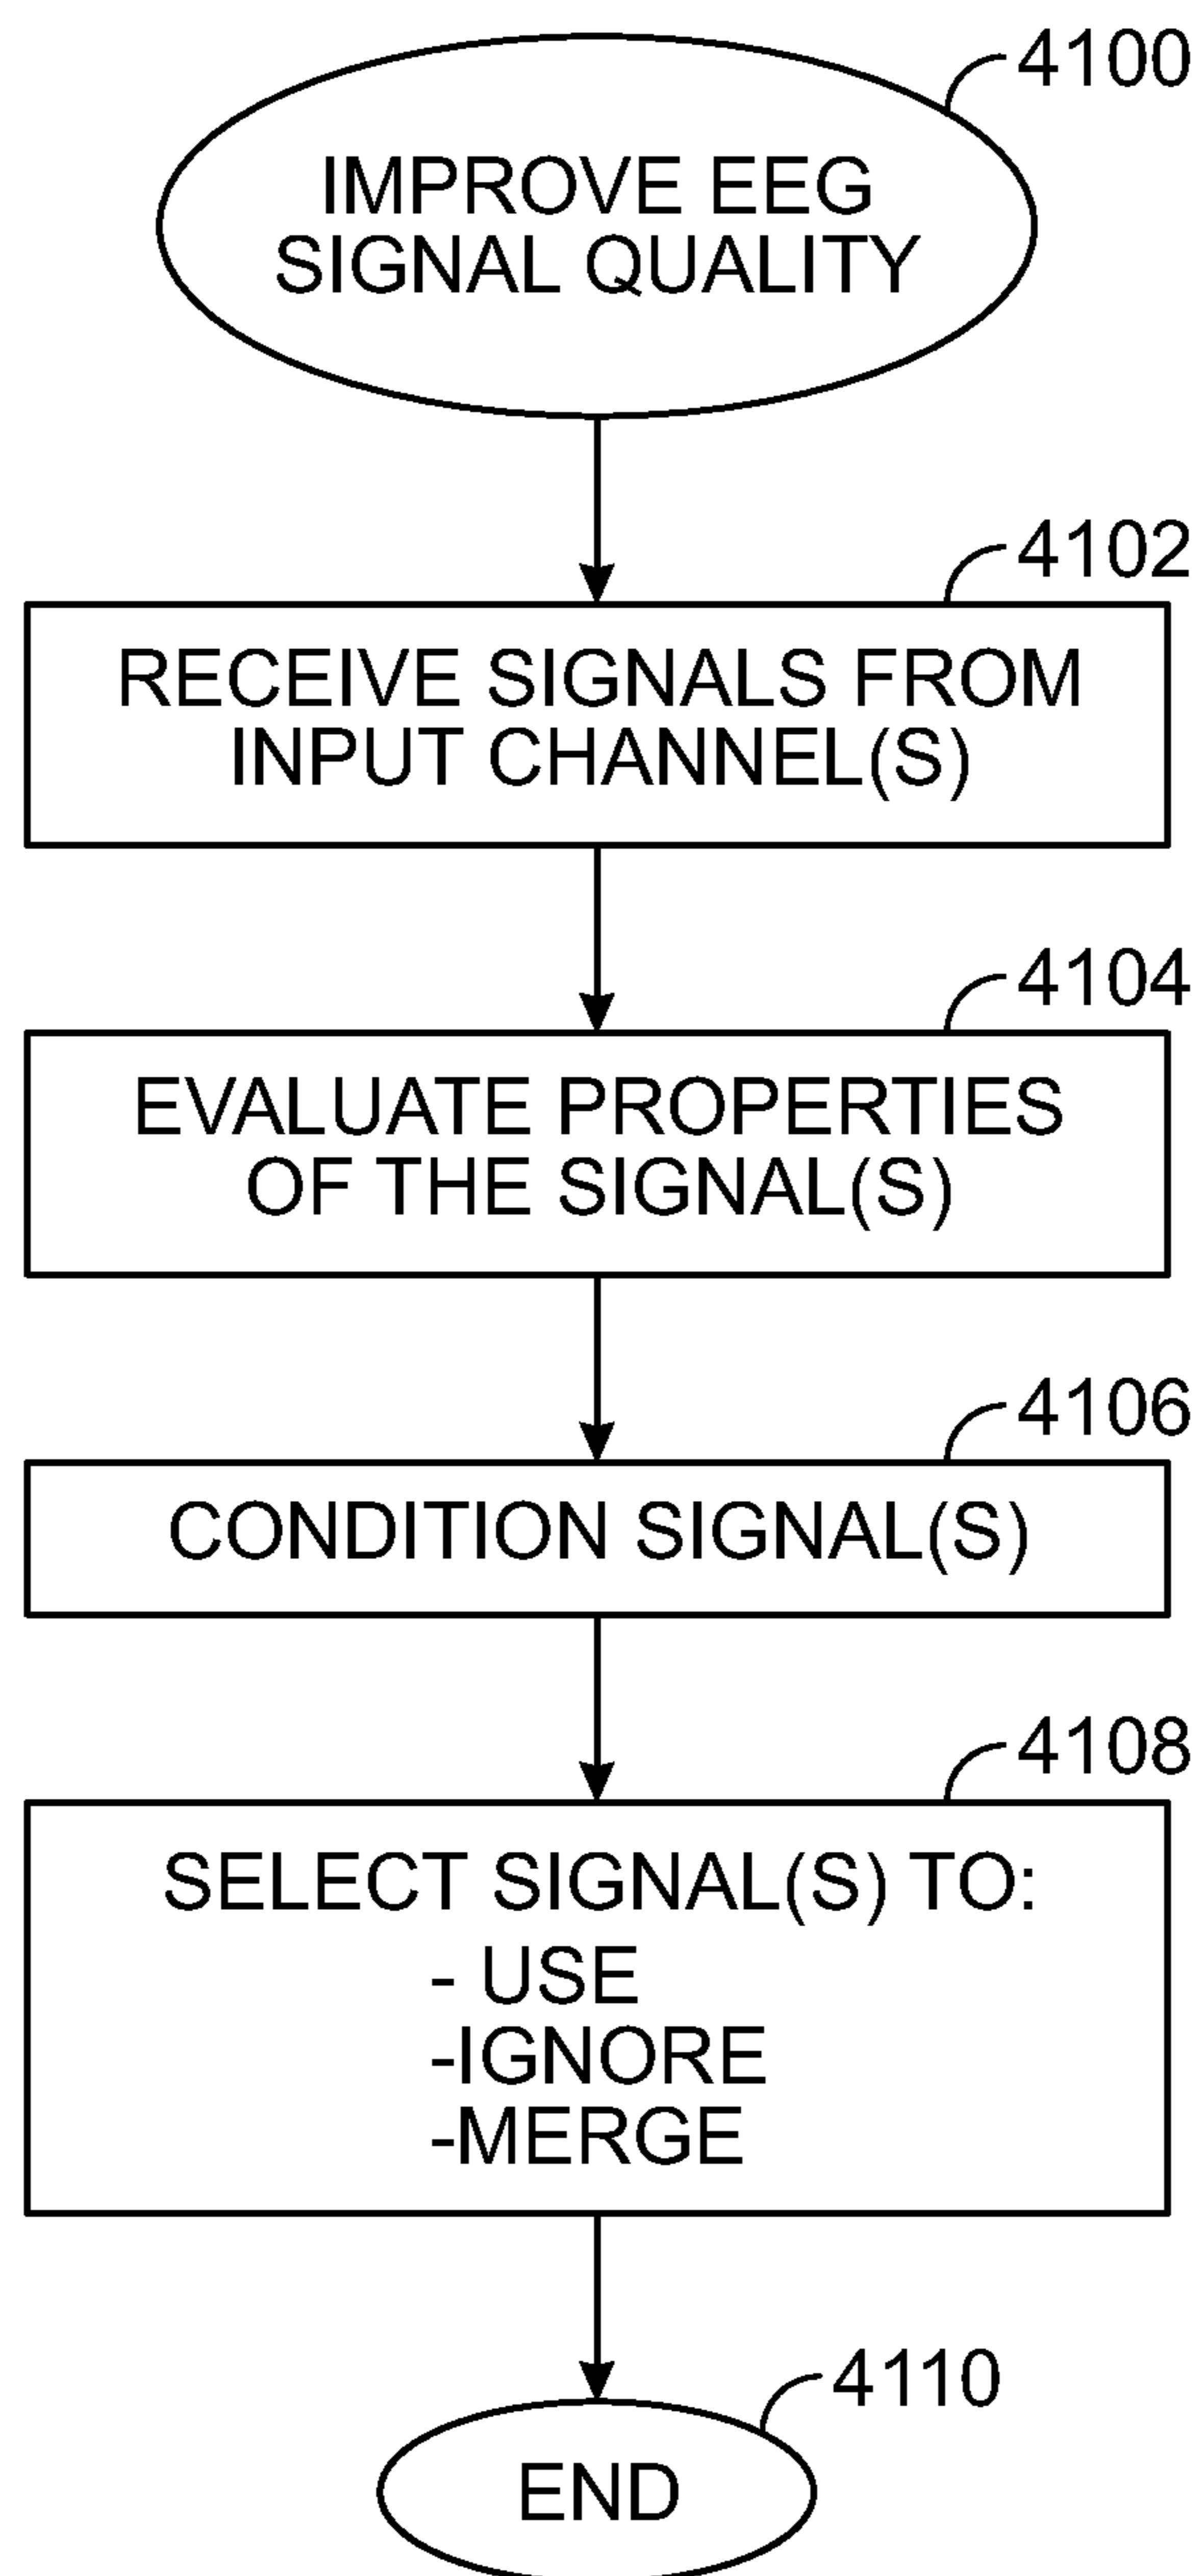 4100
IMPROVE EEG
SIGNAL QUALITY
4102
RECEIVE SIGNALS FROM
INPUT CHANNEL(S)
4104
EVALUATE PROPERTIES
OF THE SIGNAL(S)
4106
CONDITION SIGNAL(S)
4108
SELECT SIGNAL(S) TO:
- USE
-IGNORE
-MERGE
4110
END